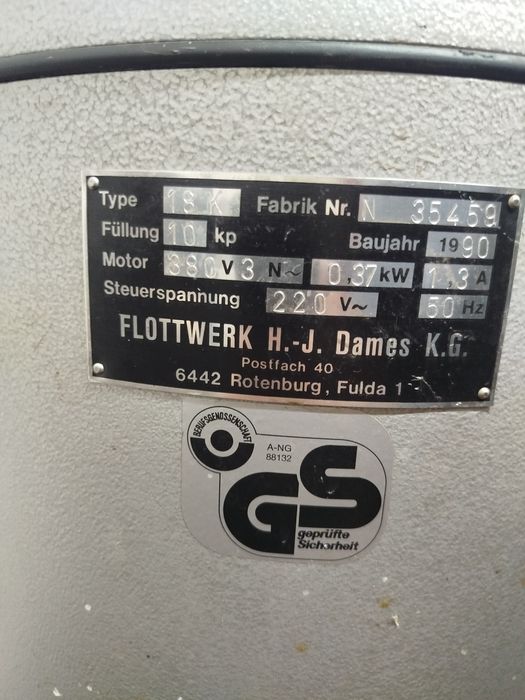 Type 18 K Fabrik Nr. N 35459
Füllung 10 kp Baujahr 1990
Motor 380 V 3 N~ 0,37 kW 1,3 A
Steuerspannung 220 V~ 50 Hz
FLOTTWERK H.-J. Dames K.G.
Postfach 40
6442 Rotenburg, Fulda 1
BERUFSGENOSSENSCHAFT
A-NG
88132
GS
geprüfte
Sicherheit